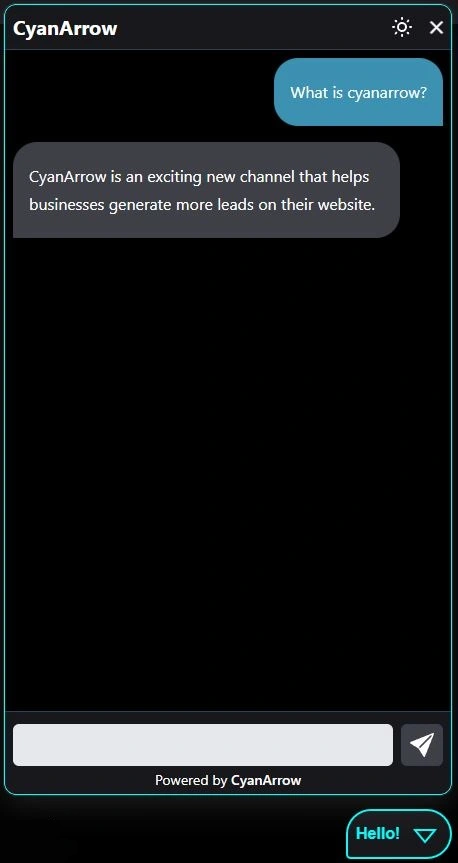 CyanArrow
What is cyanarrow?
CyanArrow is an exciting new channel that helps
businesses generate more leads on their website.
Powered by CyanArrow
Hello!